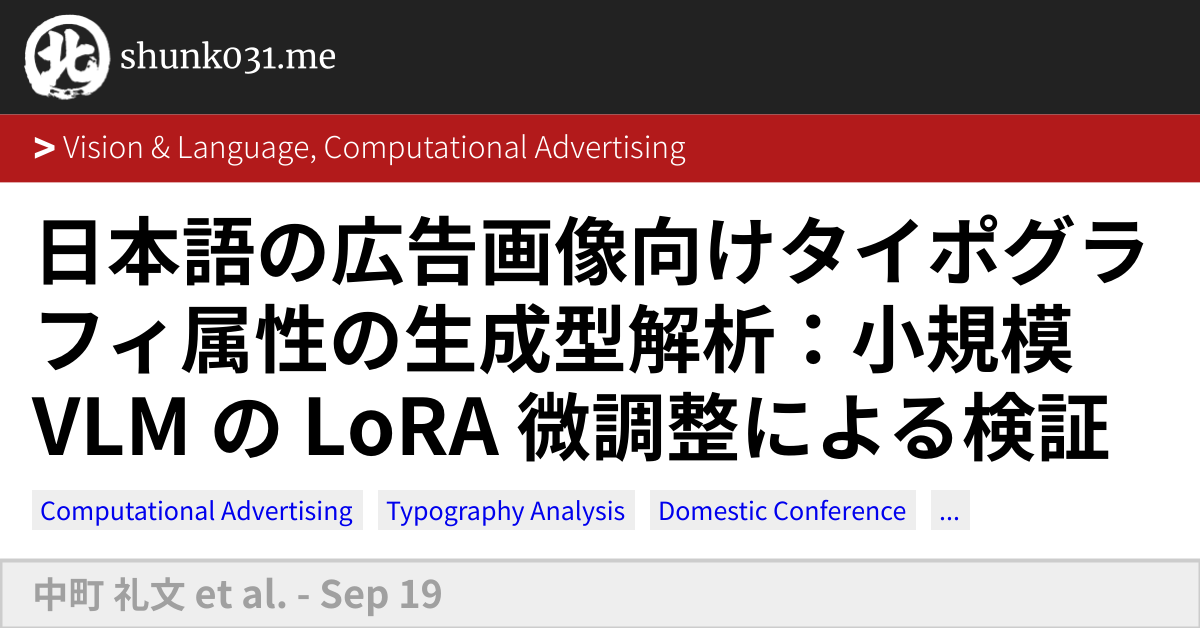 北 shunk031.me
> Vision & Language, Computational Advertising
日本語の広告画像向けタイポグラ
フィ属性の生成型解析：小規模
VLM の LoRA 微調整による検証
Computational Advertising Typography Analysis Domestic Conference ...
中町 礼文 et al. - Sep 19